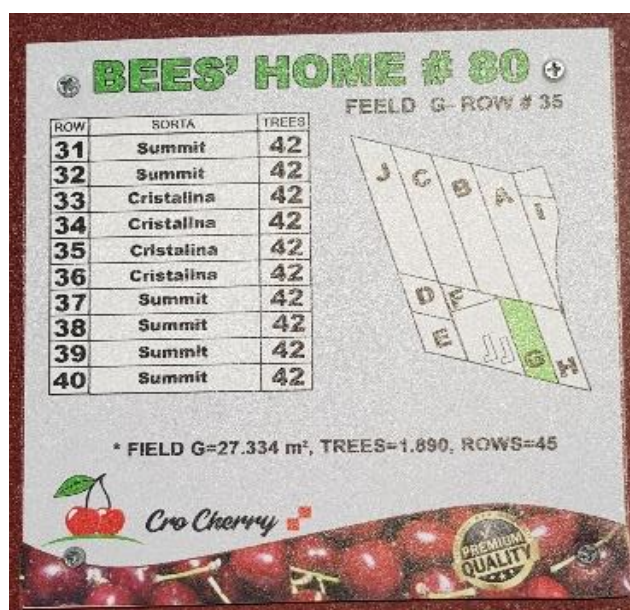 BEES' HOME # 80
FEELD G- ROW # 35
ROW SORTA TREES
31 Summit 42
32 Summit 42
33 Cristalina 42
34 Cristalina 42
35 Cristalina 42
36 Cristalina 42
37 Summit 42
38 Summit 42
39 Summit 42
40 Summit 42
J C B A I
D F
E JJ G H
* FIELD G=27.334 m², TREES=1.890, ROWS=45
Cro Cherry
PREMIUM
QUALITY